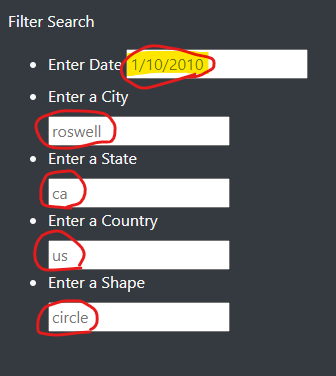 Filter Search
Enter Date 1/10/2010
Enter a City
roswell
Enter a State
ca
Enter a Country
us
Enter a Shape
circle